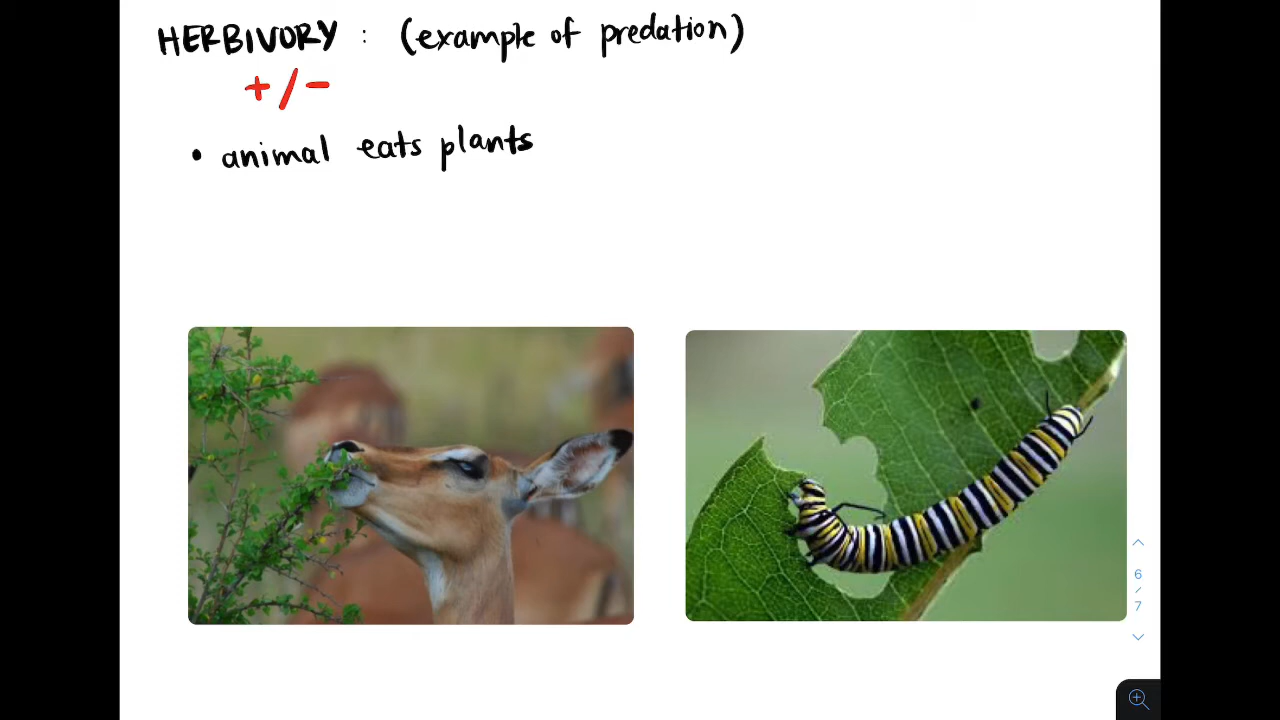 HERBIVORY : (example of predation)
+/-
• animal eats plants
6
/
7